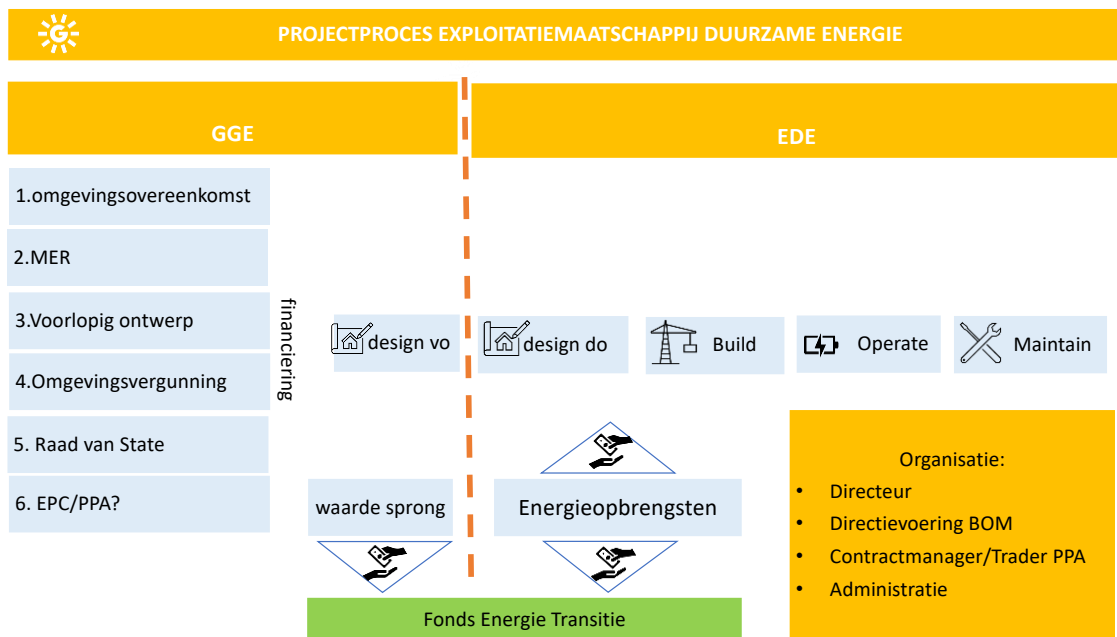 G
PROJECTPROCES EXPLOITATIEMAATSCHAPPIJ DUURZAME ENERGIE
GGE
EDE
1.omgevingsovereenkomst
2.MER
3.Voorlopig ontwerp
4.Omgevingsvergunning
5. Raad van State
6. EPC/PPA?
financiering
design vo
design do
Build
Operate
Maintain
waarde sprong
Energieopbrengsten
Fonds Energie Transitie
Organisatie:
• Directeur
• Directievoering BOM
• Contractmanager/Trader PPA
• Administratie